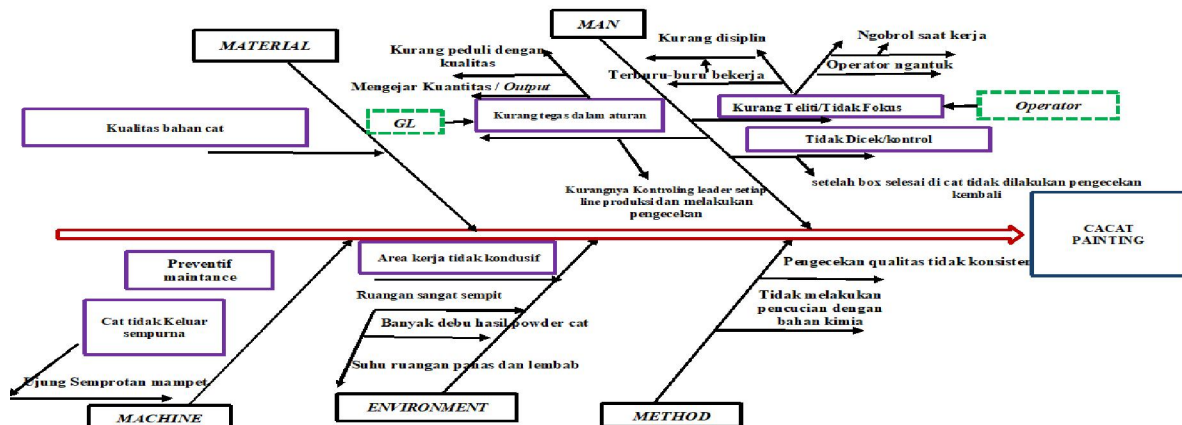 MAN
MATERIAL
Kurang peduli dengan
kualitas
Mengejar Kuantitas / Output
Kurang disiplin
Terburu-buru bekerja
Ngobrol saat kerja
Operator ngantuk
Kualitas bahan cat
GL
Kurang tegas dalam aturan
Kurang Teliti/Tidak Fokus
Operator
Tidak Dicek/kontrol
Kurangnya Kontroling leader setiap
line produksi dan melakukan
pengecekan
setelah box selesai di cat tidak dilakukan pengecekan
kembali
CACAT
PAINTING
Preventif
maintance
Area kerja tidak kondusif
Pengecekan qualitas tidak konsisten
Ruangan sangat sempit
Banyak debu hasil powder cat
Suhu ruangan panas dan lembab
Tidak melakukan
pencucian dengan
bahan kimia
Cat tidak Keluar
sempurna
Ujung Semprotan mampet
MACHINE
ENVIRONMENT
METHOD